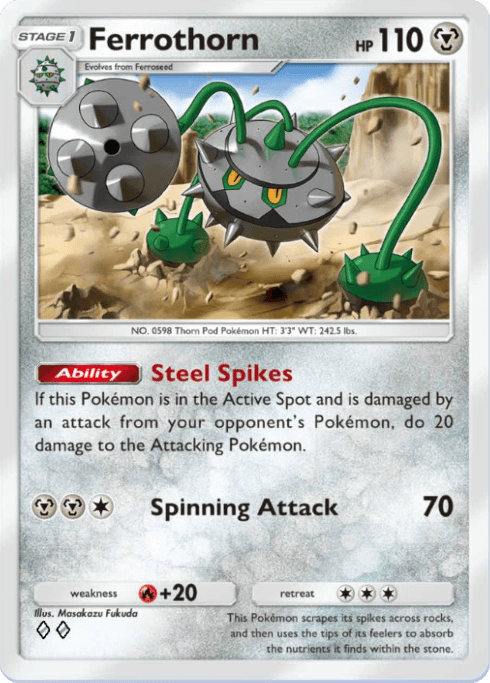 STAGE 1
Ferrothorn
HP 110
Evolves from Ferroseed
NO. 0598 Thorn Pod Pokémon HT: 3'3" WT: 242.5 lbs.
Ability Steel Spikes
If this Pokémon is in the Active Spot and is damaged by
an attack from your opponent's Pokémon, do 20
damage to the Attacking Pokémon.
Spinning Attack 70
weakness +20
retreat
Illus. Masakazu Fukuda
This Pokémon scrapes its spikes across rocks,
and then uses the tips of its feelers to absorb
the nutrients it finds within the stone.